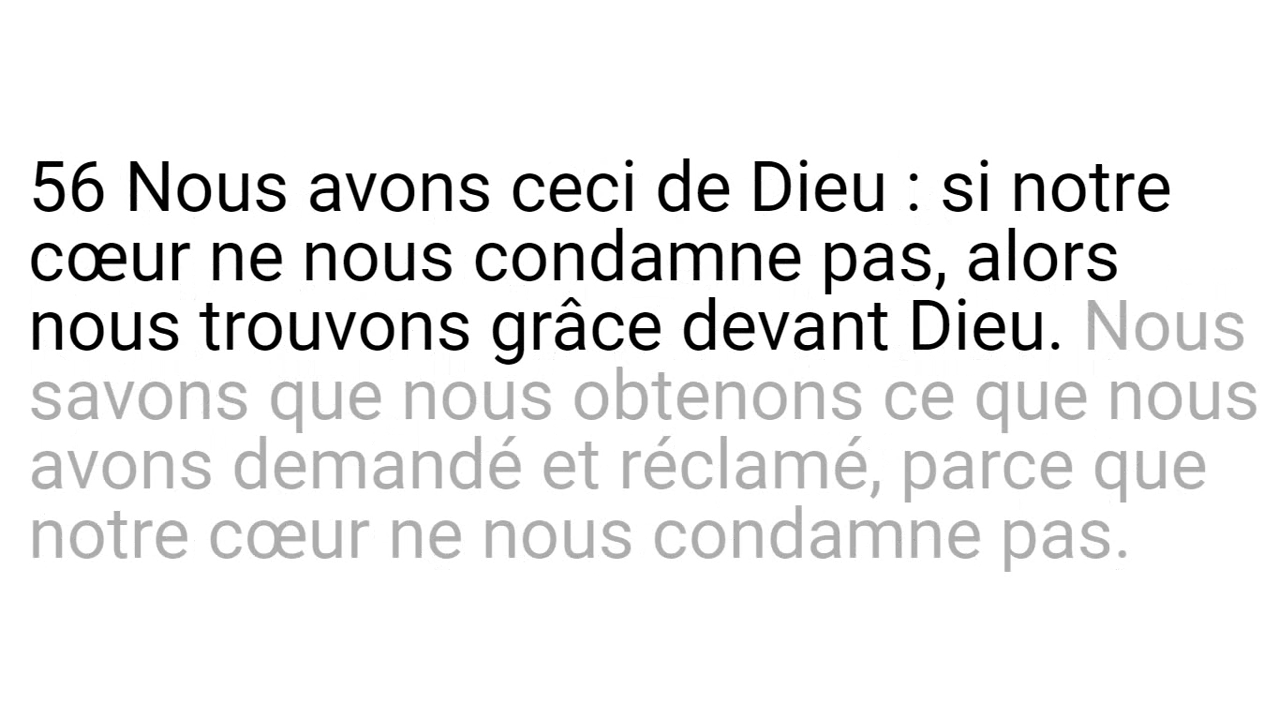 56 Nous avons ceci de Dieu : si notre
cœur ne nous condamne pas, alors
nous trouvons grâce devant Dieu. Nous
savons que nous obtenons ce que nous
avons demandé et réclamé, parce que
notre cœur ne nous condamne pas.